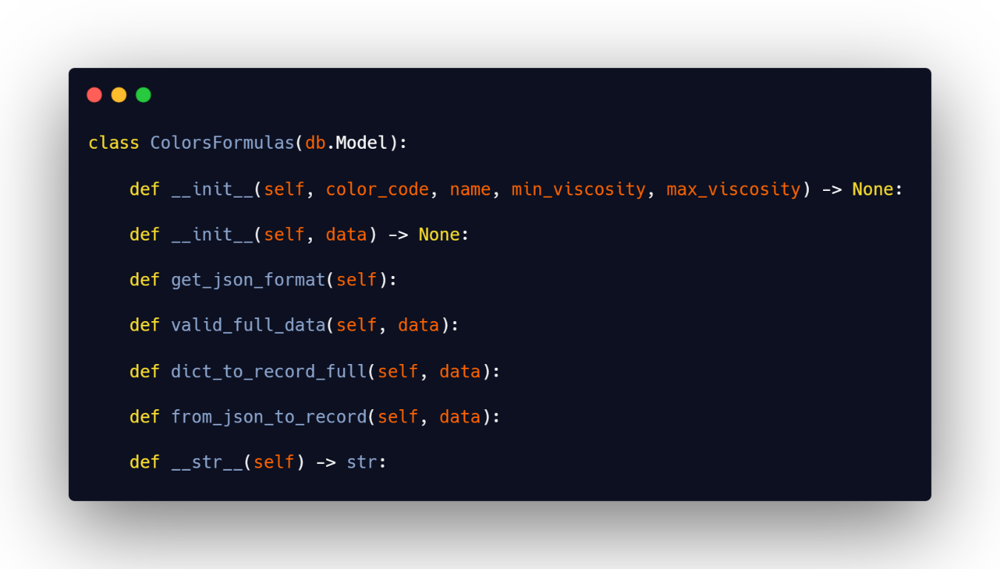 class ColorsFormulas(db.Model):
    def __init__(self, color_code, name, min_viscosity, max_viscosity) -> None:
    def __init__(self, data) -> None:
    def get_json_format(self):
    def valid_full_data(self, data):
    def dict_to_record_full(self, data):
    def from_json_to_record(self, data):
    def __str__(self) -> str: